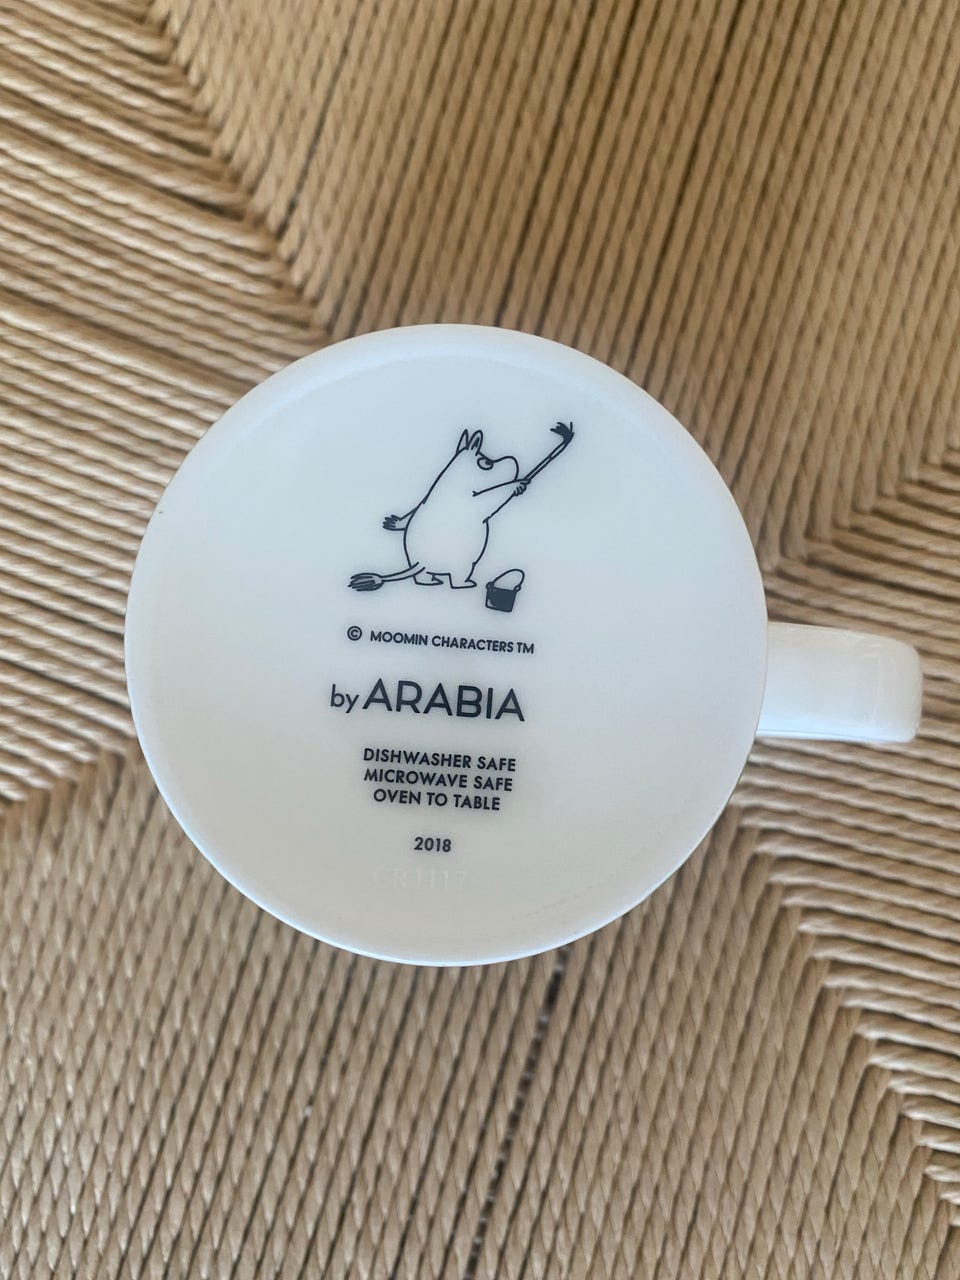 © MOOMIN CHARACTERS TM
by ARABIA
DISHWASHER SAFE
MICROWAVE SAFE
OVEN TO TABLE
2018